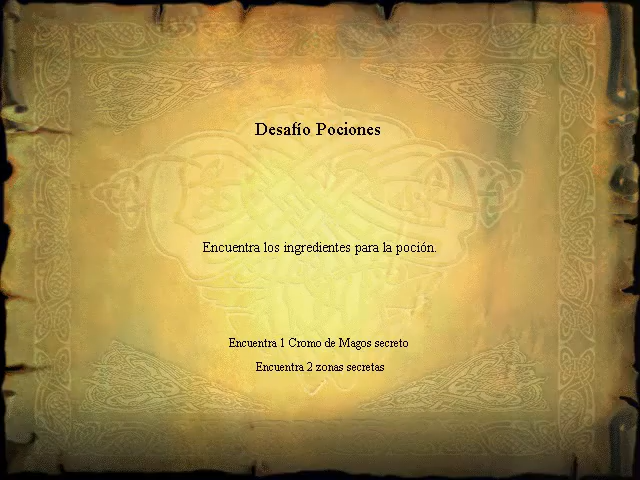 Desafío Pociones
Encuentra los ingredientes para la poción.
Encuentra 1 Cromo de Magos secreto
Encuentra 2 zonas secretas